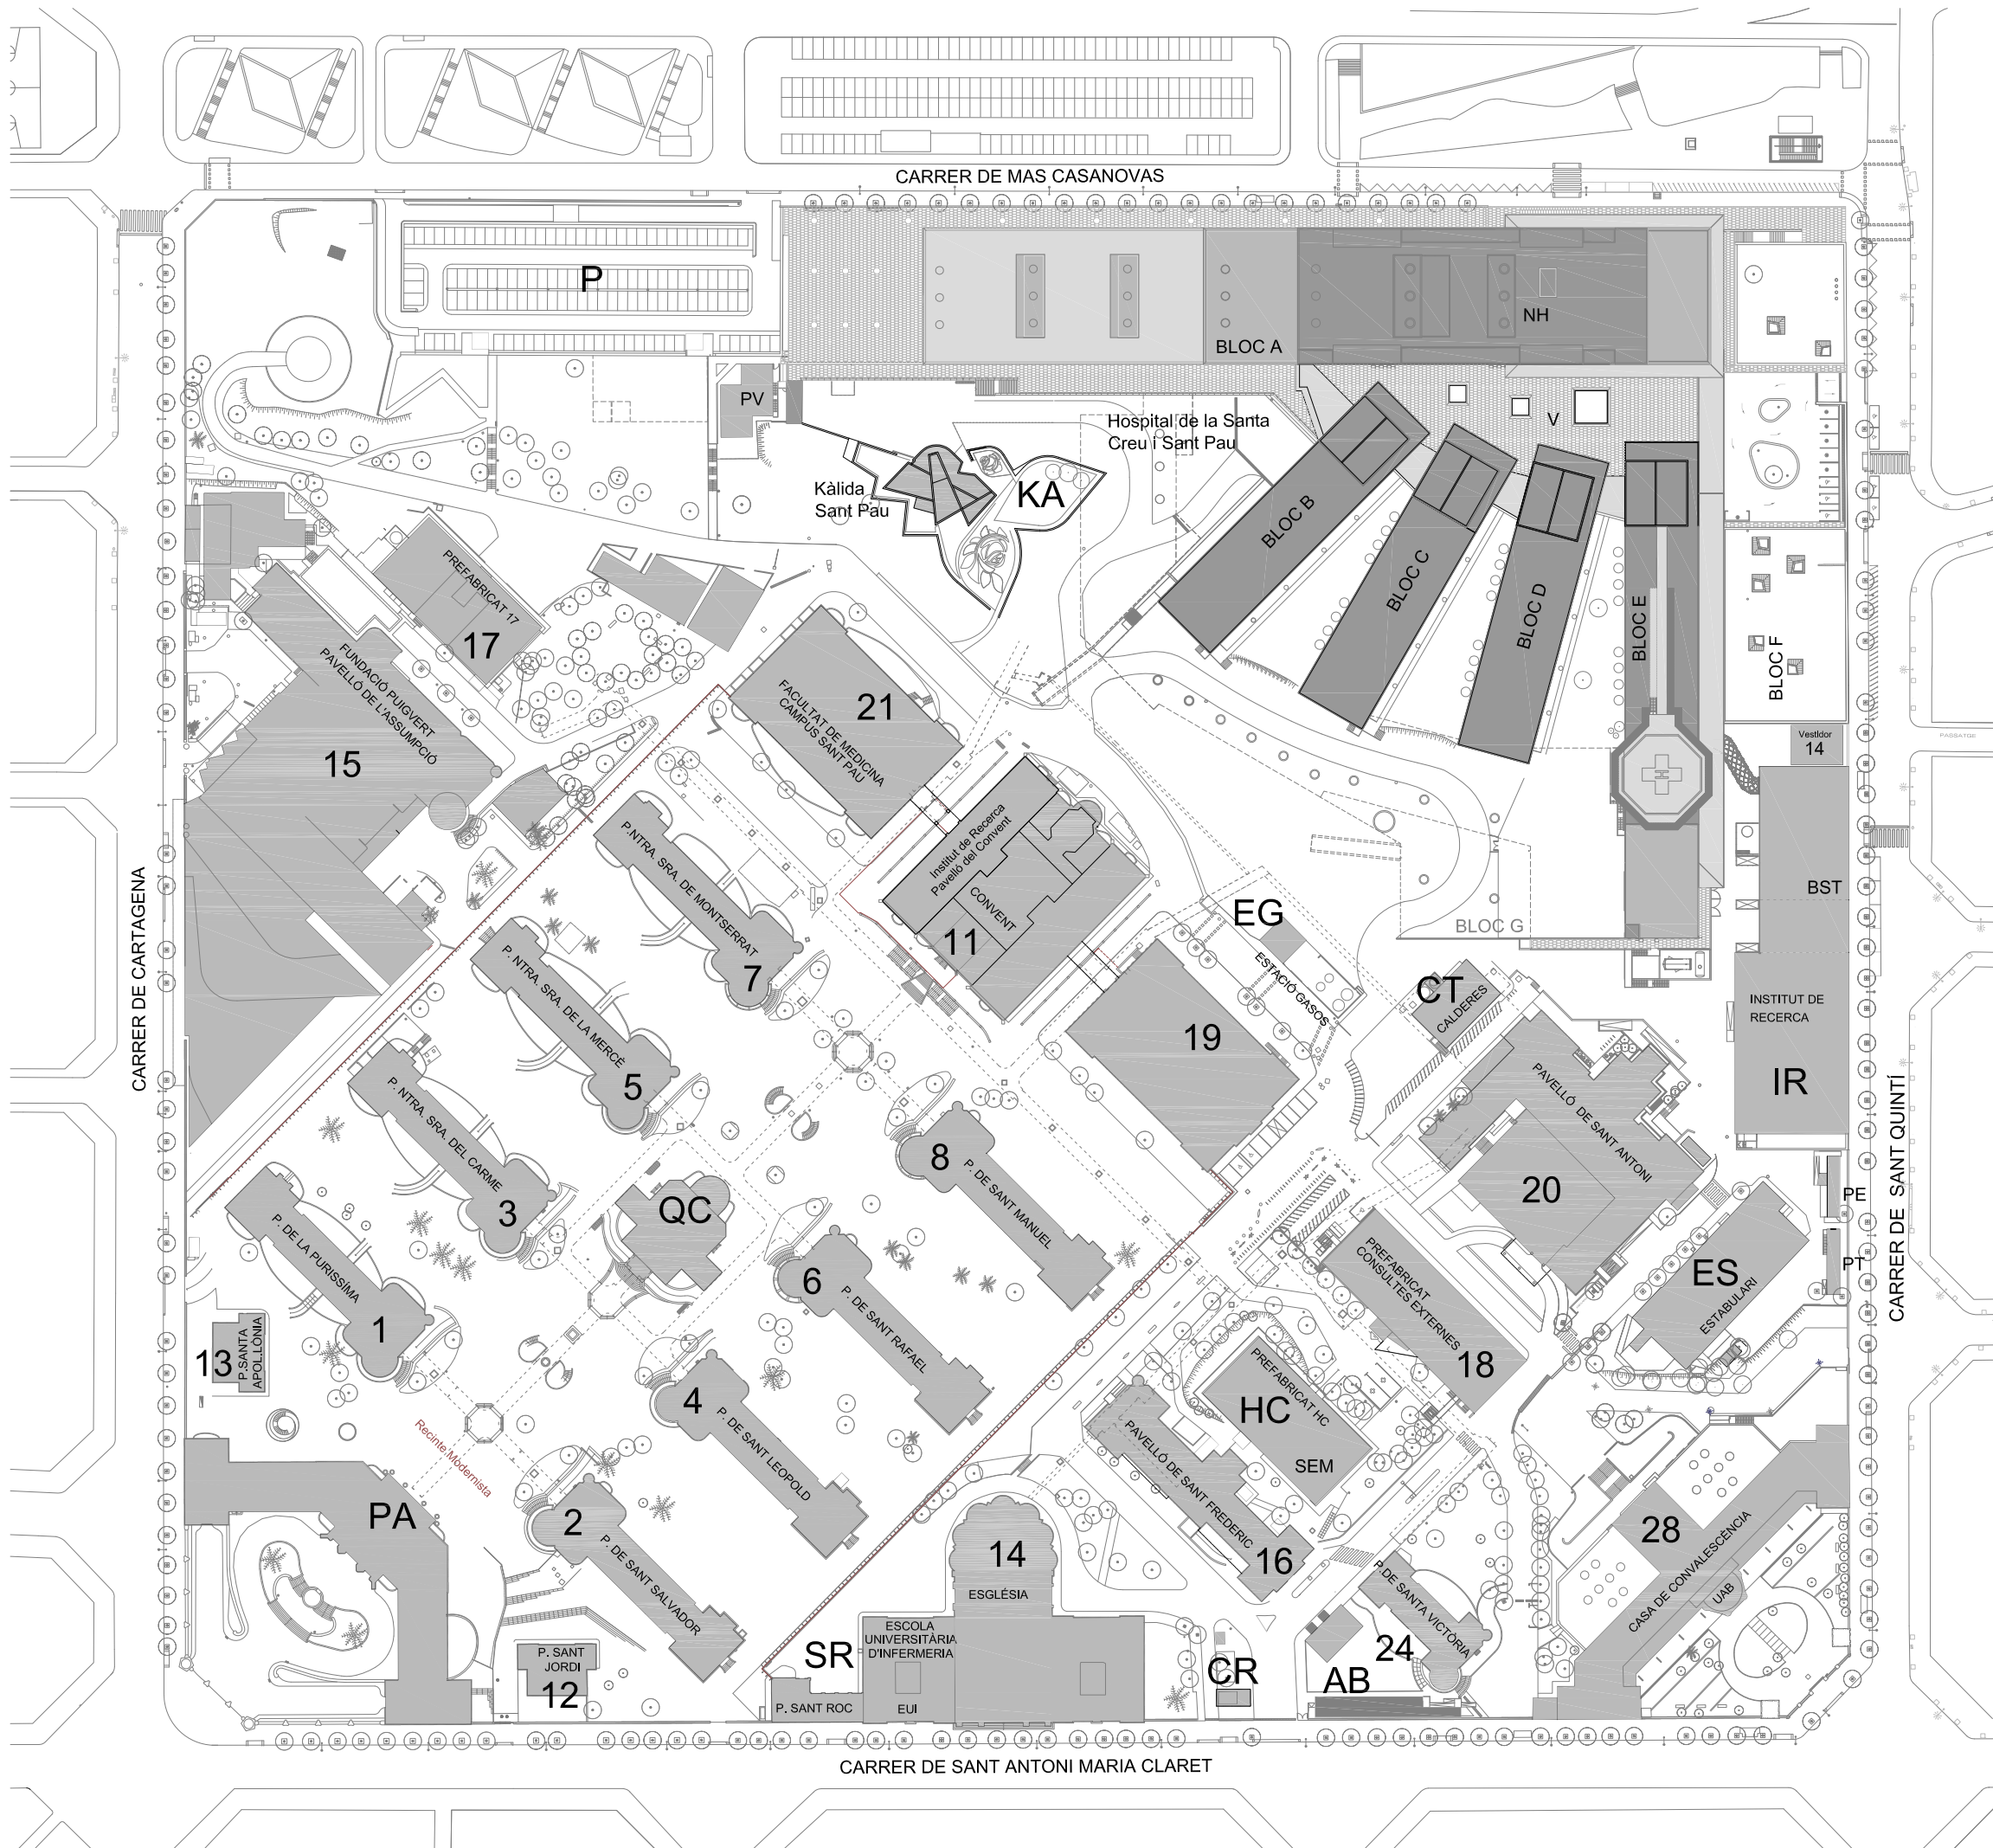 CARRER DE MAS CASANOVAS
P
NH
BLOC A
PV
V
Hospital de la Santa
Creu i Sant Pau
Kàlida
Sant Pau
KA
BLOC B
BLOC C
BLOC D
BLOC E
BLOC F
PREFABRICAT 17
17
FUNDACIÓ PUIGVERT
PAVELLÓ DE L'ASSUMPCIÓ
15
FACULTAT DE MEDICINA
CAMPUS SANT PAU
21
Vestidor
14
PASSATGE
H
Institut de Recerca
Pavelló del Convent
CONVENT
11
P.NTRA. SRA. DE MONTSERRAT
7
BST
EG
BLOC G
ESTACIÓ GASOS
P. NTRA. SRA. DE LA MERCÈ
5
CT
CALDERES
INSTITUT DE
RECERCA
IR
19
CARRER DE CARTAGENA
P. NTRA. SRA. DEL CARME
3
PAVELLÓ DE SANT ANTONI
20
8
P. DE SANT MANUEL
QC
CARRER DE SANT QUINTÍ
PE
PT
P. DE LA PURISSÍMA
1
6
P. DE SANT RAFAEL
PREFABRICAT
CONSULTES EXTERNES
18
ES
ESTABULARI
13
P.SANTA
APOL.LÒNIA
4
P. DE SANT LEOPOLD
PREFABRICAT HC
HC
SEM
Recinte Modernista
PA
2
P. DE SANT SALVADOR
PAVELLÓ DE SANT FREDERIC
16
14
ESGLÉSIA
28
CASA DE CONVALESCÈNCIA
UAB
P.DE SANTA VICTÒRIA
24
ESCOLA
UNIVERSITÀRIA
D'INFERMERIA
SR
P. SANT
JORDI
12
CR
AB
P. SANT ROC
EUI
CARRER DE SANT ANTONI MARIA CLARET